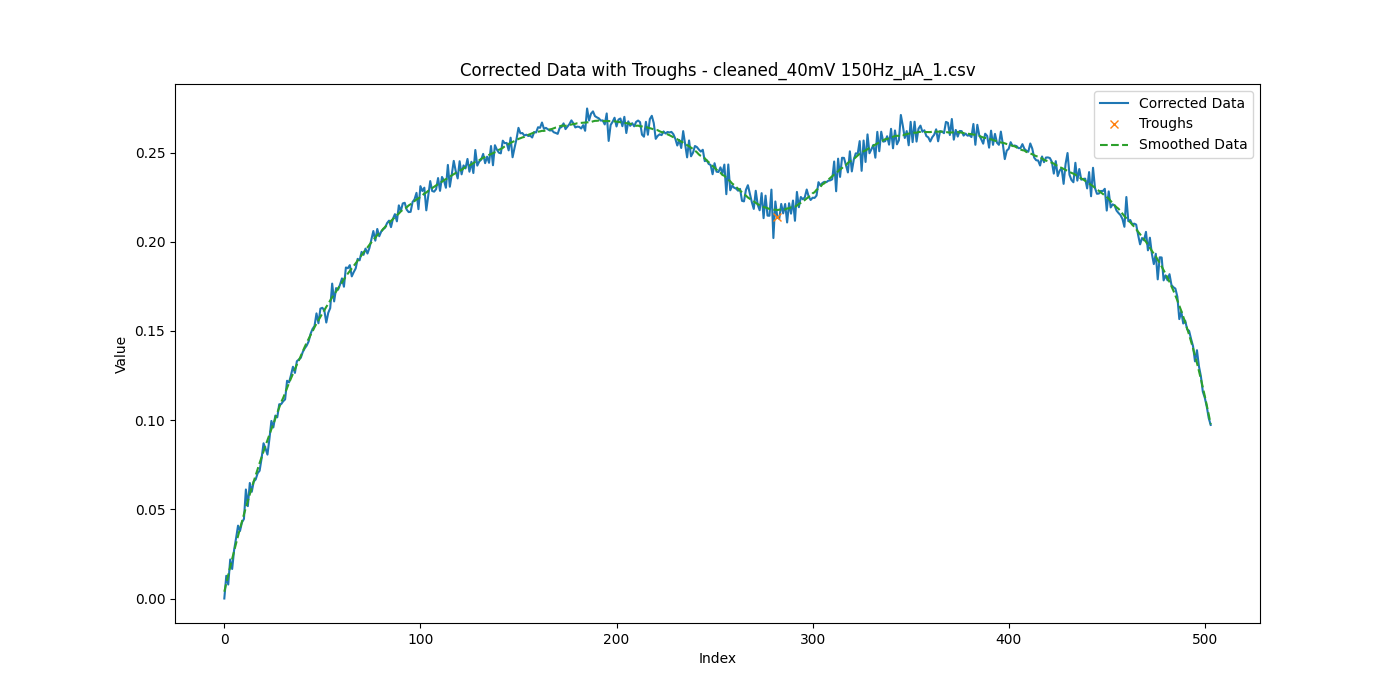 Corrected Data with Troughs - cleaned_40mV 150Hz_μA_1.csv
Corrected Data
Troughs
Smoothed Data
Value
0.25
0.20
0.15
0.10
0.05
0.00
0 100 200 300 400 500
Index